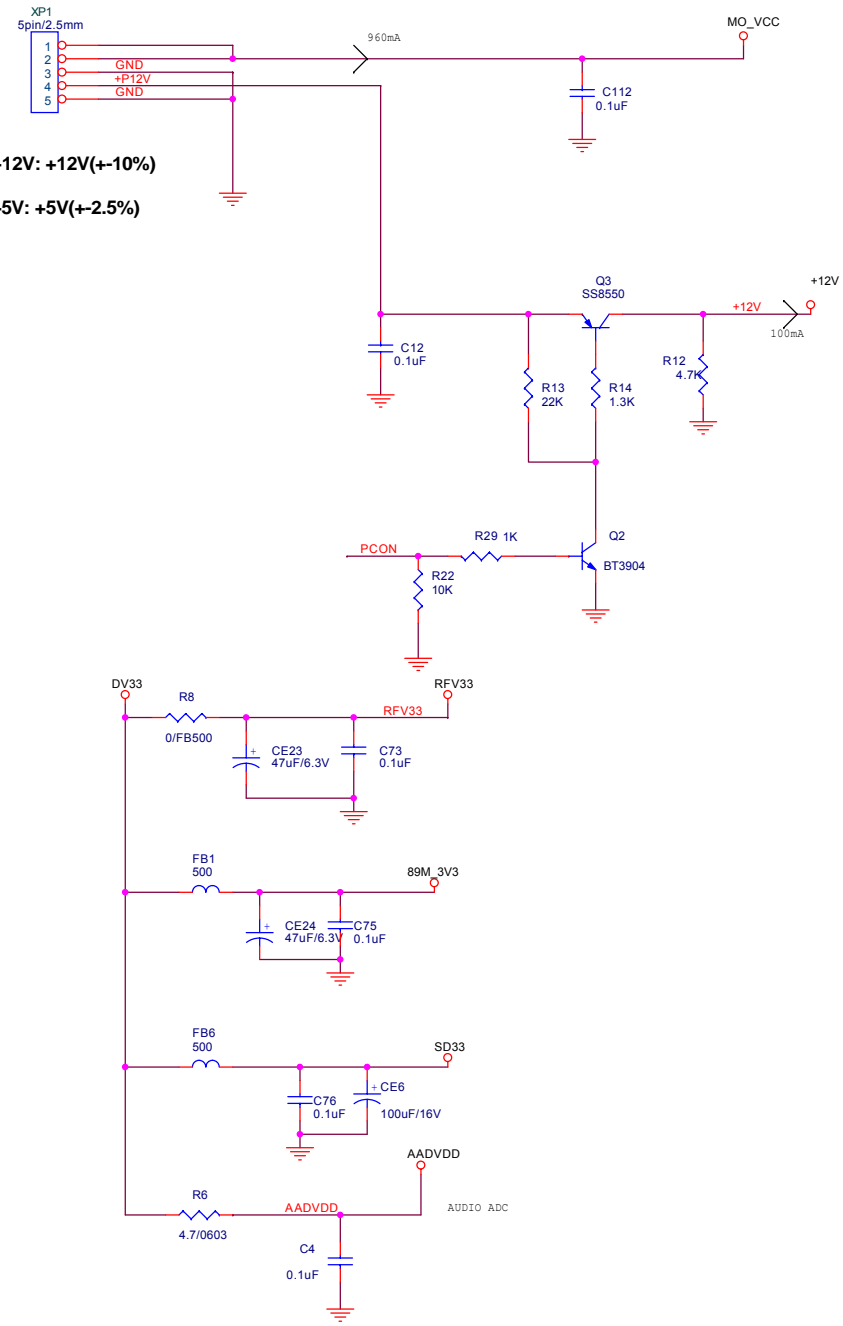 XP1
5pin/2.5mm
1
2
3
4
5
GND
+P12V
GND
960mA
MO_VCC
C112
0.1uF
12V: +12V(+-10%)
5V: +5V(+-2.5%)
Q3
SS8550
+12V
+12V
100mA
C12
0.1uF
R13
22K
R14
1.3K
R12
4.7K
PCON
R29 1K
Q2
BT3904
R22
10K
DV33
R8
0/FB500
RFV33
RFV33
CE23
47uF/6.3V
C73
0.1uF
FB1
500
89M_3V3
+
CE24
47uF/6.3V
C75
0.1uF
FB6
500
SD33
C76
0.1uF
+
CE6
100uF/16V
AADVDD
R6
4.7/0603
AADVDD
AUDIO ADC
C4
0.1uF